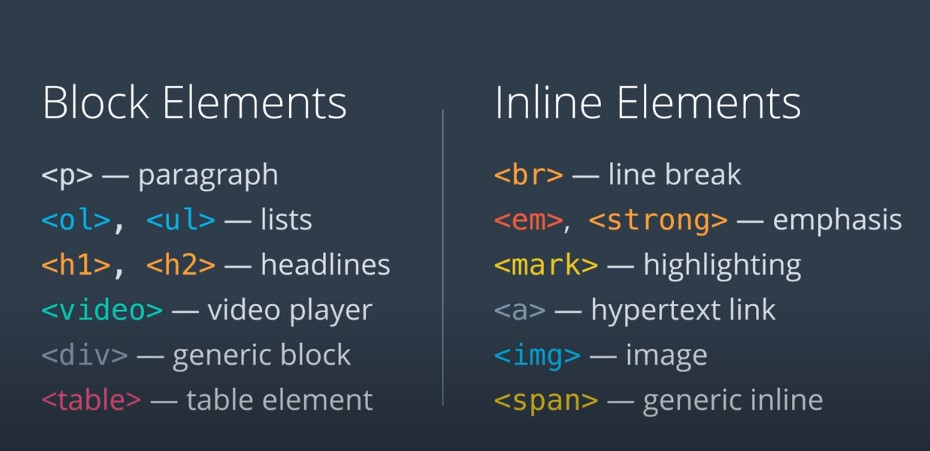 Block Elements
<p> — paragraph
<ol>, <ul> — lists
<h1>, <h2> — headlines
<video> — video player
<div> — generic block
<table> — table element
Inline Elements
<br> — line break
<em>, <strong> — emphasis
<mark> — highlighting
<a> — hypertext link
<img> — image
<span> — generic inline